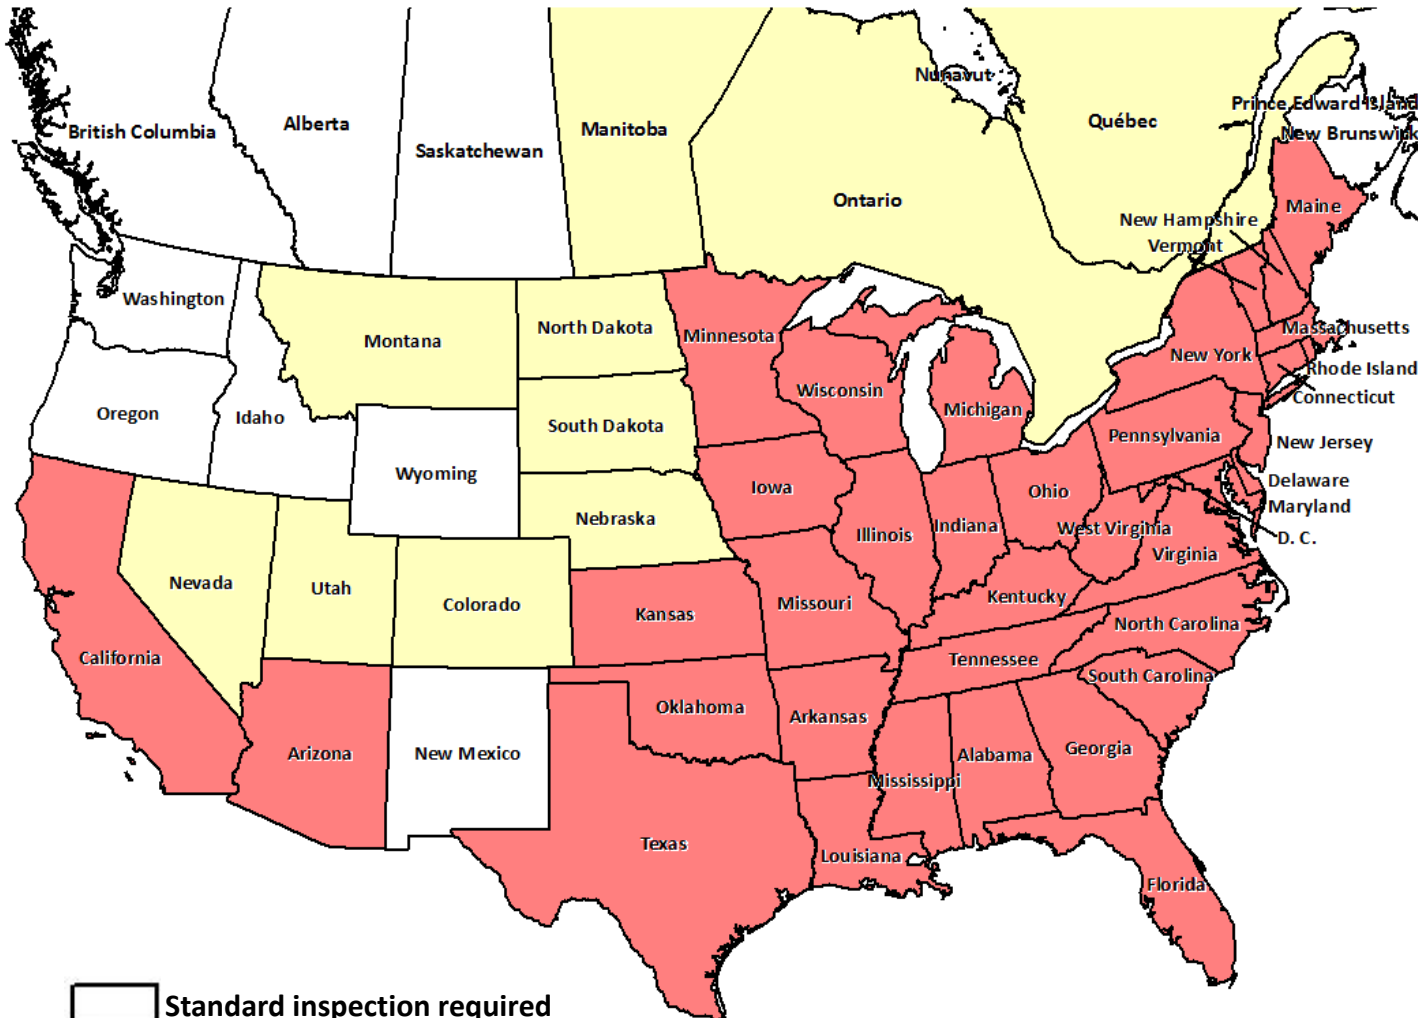 Nunavut
Prince Edward Island
British Columbia
Alberta
Saskatchewan
Manitoba
Québec
New Brunswick
Ontario
Maine
New Hampshire
Vermont
Washington
Montana
North Dakota
Minnesota
Massachusetts
New York
Rhode Island
Connecticut
Oregon
Idaho
Wisconsin
Michigan
South Dakota
Pennsylvania
New Jersey
Wyoming
Iowa
Ohio
Delaware
Maryland
Nebraska
Illinois
Indiana
West Virginia
D. C.
Virginia
Nevada
Utah
Colorado
Kansas
Missouri
Kentucky
North Carolina
California
Tennessee
South Carolina
Arizona
New Mexico
Oklahoma
Arkansas
Mississippi
Alabama
Georgia
Texas
Louisiana
Florida
Standard inspection required